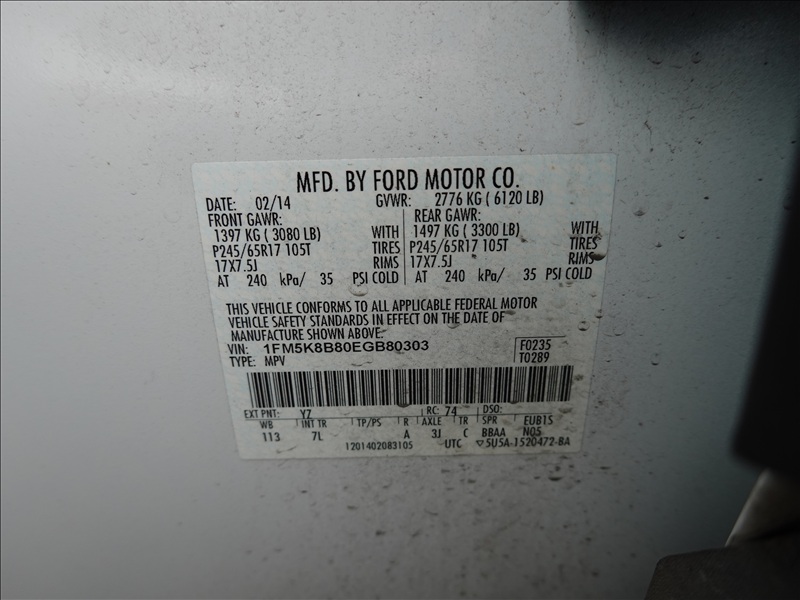 MFD. BY FORD MOTOR CO.
DATE: 02/14 GVWR: 2776 KG ( 6120 LB)
FRONT GAWR: REAR GAWR:
1397 KG ( 3080 LB) WITH 1497 KG ( 3300 LB) WITH
P245/65R17 105T TIRES P245/65R17 105T TIRES
17X7.5J RIMS 17X7.5J RIMS
AT 240 kPa/ 35 PSI COLD AT 240 kPa/ 35 PSI COLD
THIS VEHICLE CONFORMS TO ALL APPLICABLE FEDERAL MOTOR
VEHICLE SAFETY STANDARDS IN EFFECT ON THE DATE OF
MANUFACTURE SHOWN ABOVE.
VIN: 1FM5K8B80EGB80303 F0235
TYPE: MPV T0289
EXT PNT: YZ RC: 74 DSO:
WB INT TR TP/PS R AXLE TR SPR EUB1S
113 7L A 3J C BBAA N05
1201402083105 UTC ▽5U5A-1520472-BA